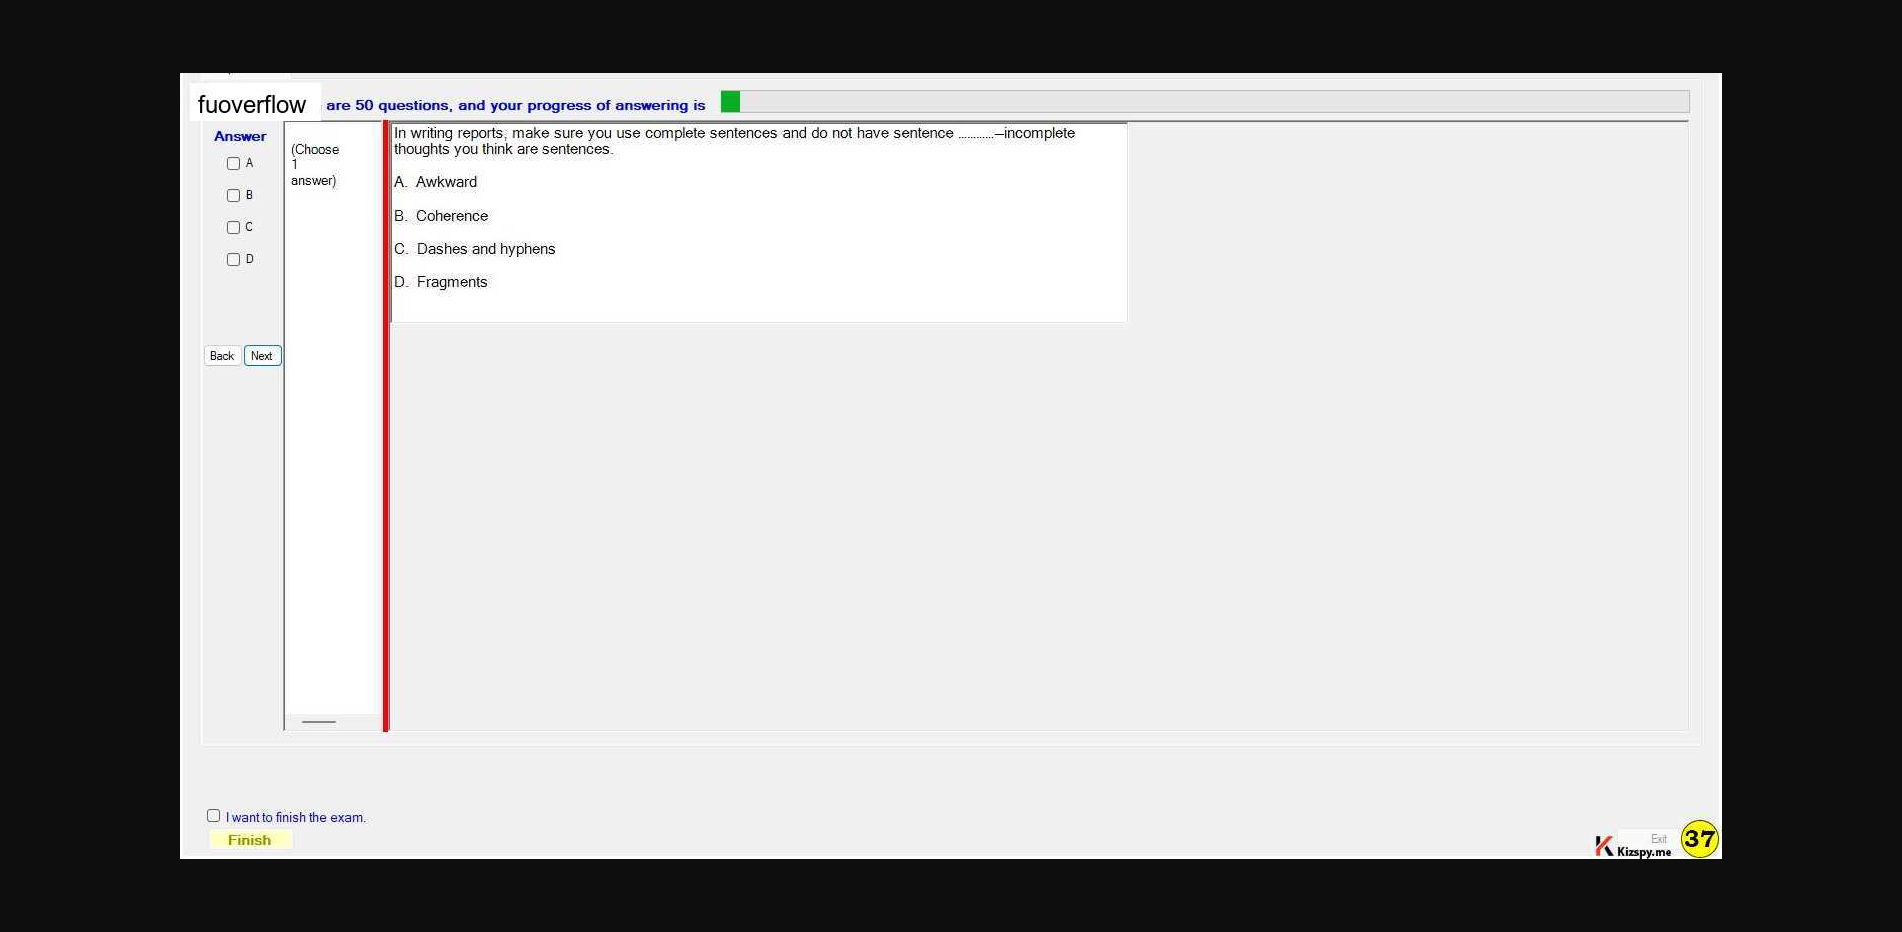 fuoverflow are 50 questions, and your progress of answering is
Answer
A
B
C
D
Back Next
(Choose
1
answer)
In writing reports, make sure you use complete sentences and do not have sentence ............–incomplete
thoughts you think are sentences.
A. Awkward
B. Coherence
C. Dashes and hyphens
D. Fragments
I want to finish the exam.
Finish
Exit
Kizspy.me
37